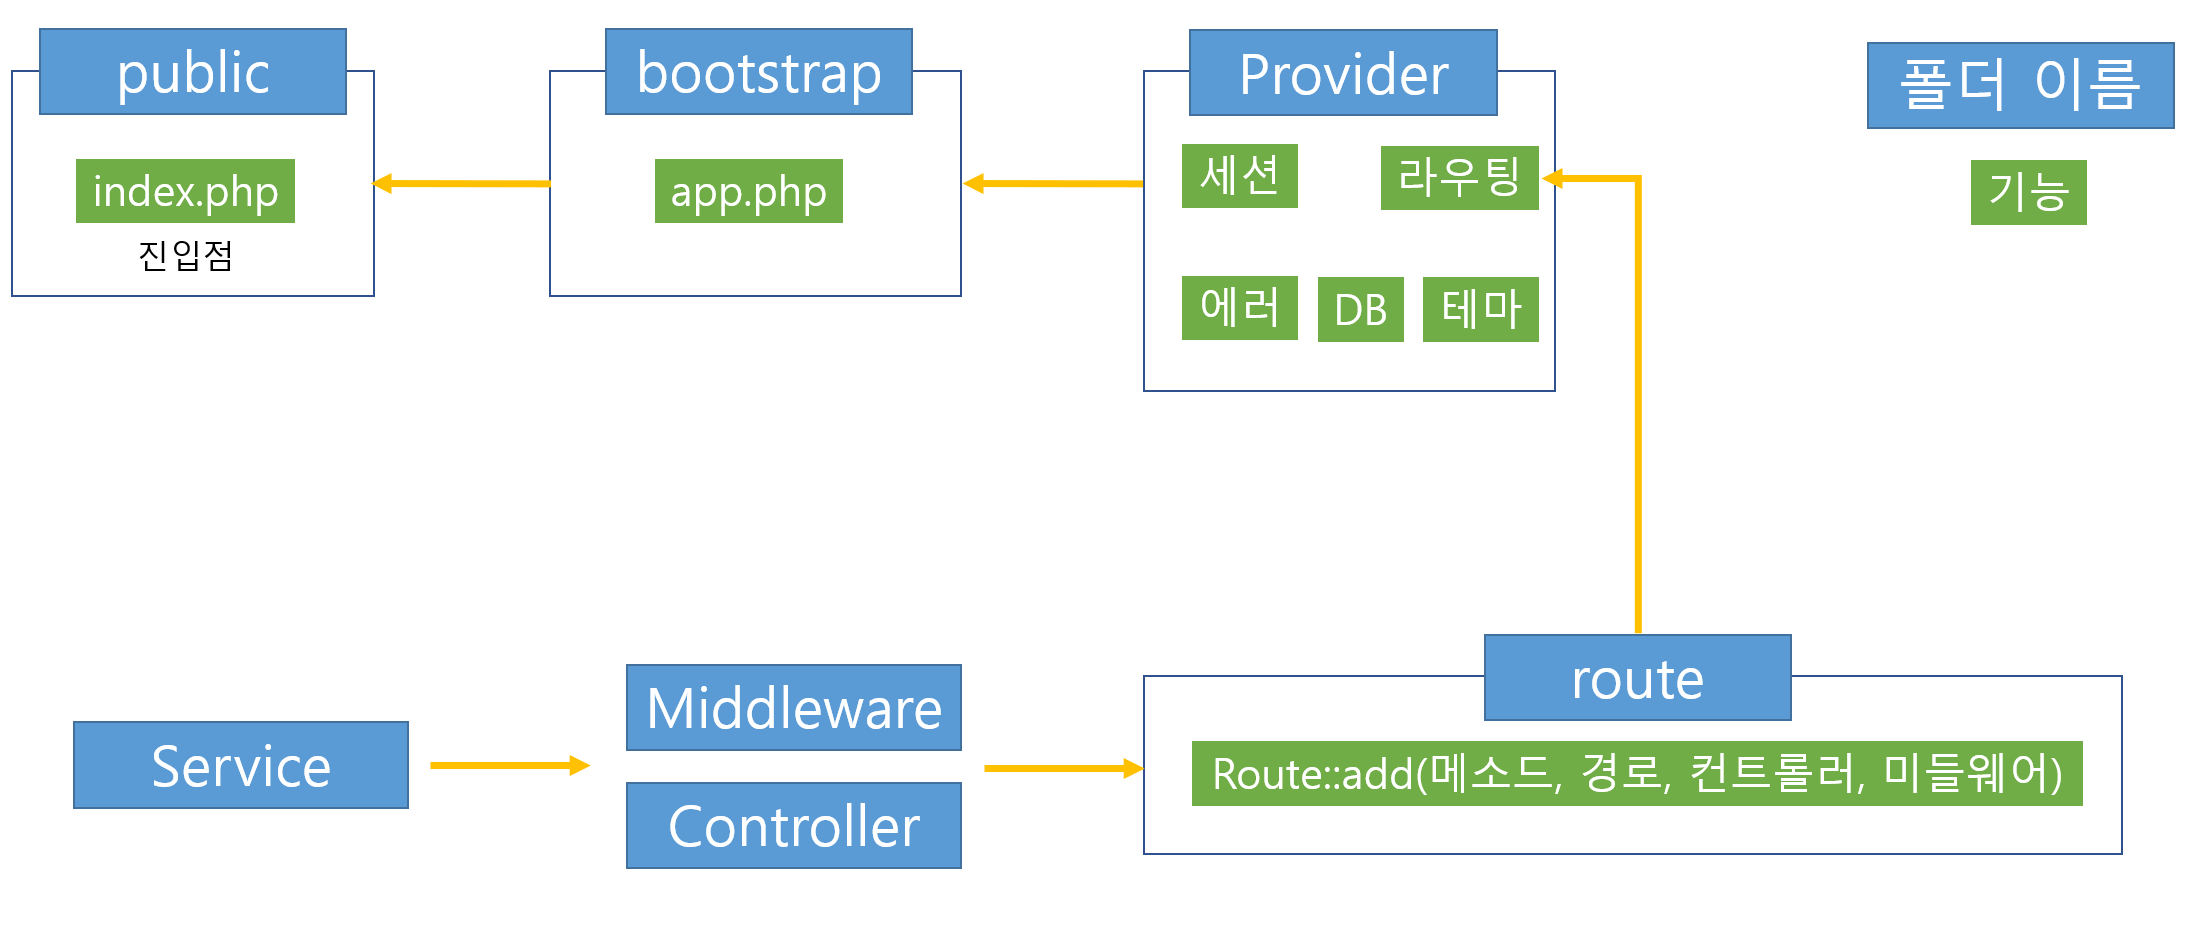 public
index.php
진입점
bootstrap
app.php
Provider
세션
라우팅
에러
DB
테마
폴더 이름
기능
Service
Middleware
Controller
route
Route::add(메소드, 경로, 컨트롤러, 미들웨어)